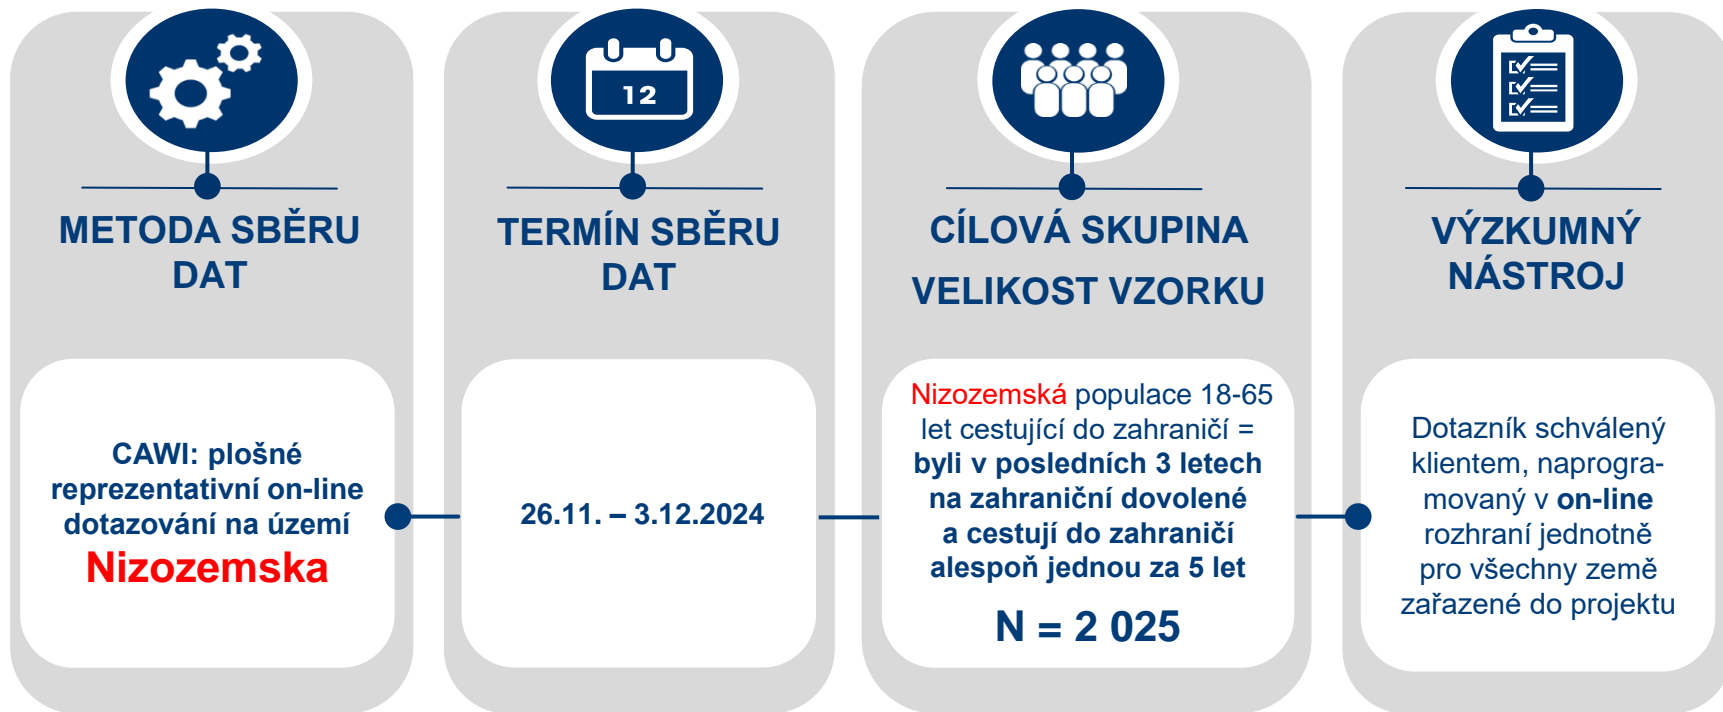 METODA SBĚRU
DAT
CAWI: plošné
reprezentativní on-line
dotazování na území
Nizozemska
12
TERMÍN SBĚRU
DAT
26.11. – 3.12.2024
CÍLOVÁ SKUPINA
VELIKOST VZORKU
Nizozemská populace 18-65
let cestující do zahraničí =
byli v posledních 3 letech
na zahraniční dovolené
a cestují do zahraničí
alespoň jednou za 5 let
N = 2 025
VÝZKUMNÝ
NÁSTROJ
Dotazník schválený
klientem, naprogra-
movaný v on-line
rozhraní jednotně
pro všechny země
zařazené do projektu